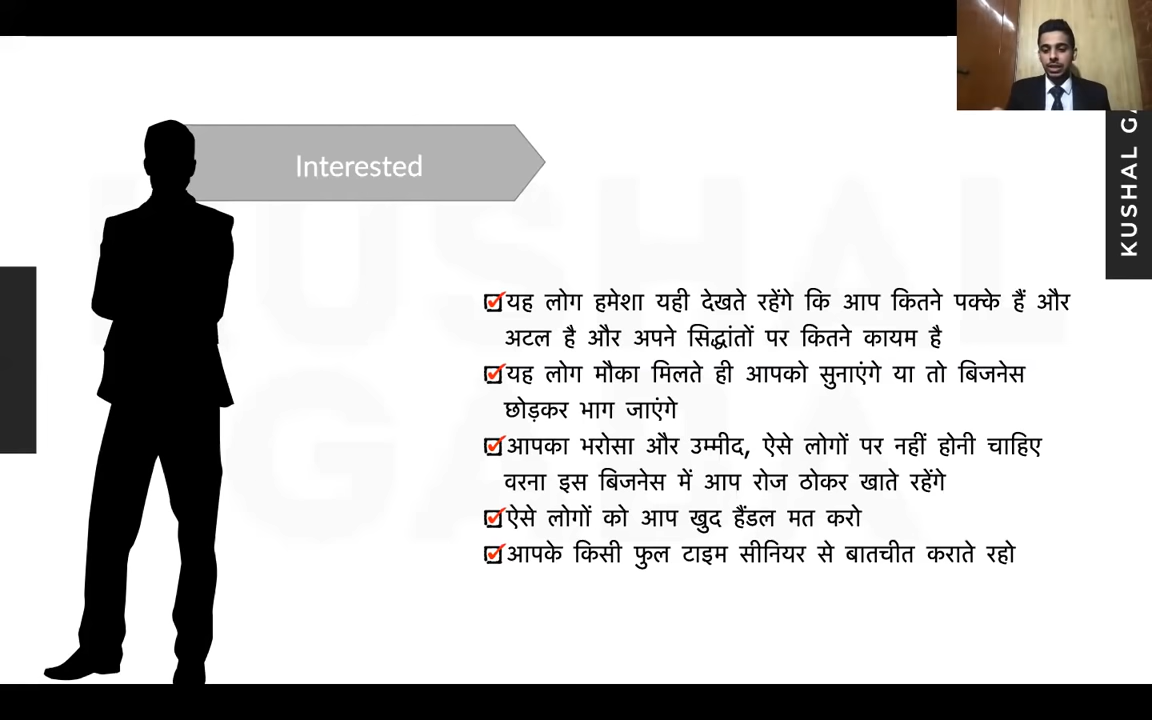 Interested
KUSHAL GA
यह लोग हमेशा यही देखते रहेंगे कि आप कितने पक्के हैं और
अटल है और अपने सिद्धांतों पर कितने कायम है
यह लोग मौका मिलते ही आपको सुनाएंगे या तो बिजनेस
छोड़कर भाग जाएंगे
आपका भरोसा और उम्मीद, ऐसे लोगों पर नहीं होनी चाहिए
वरना इस बिजनेस में आप रोज ठोकर खाते रहेंगे
ऐसे लोगों को आप खुद हैंडल मत करो
आपके किसी फुल टाइम सीनियर से बातचीत कराते रहो